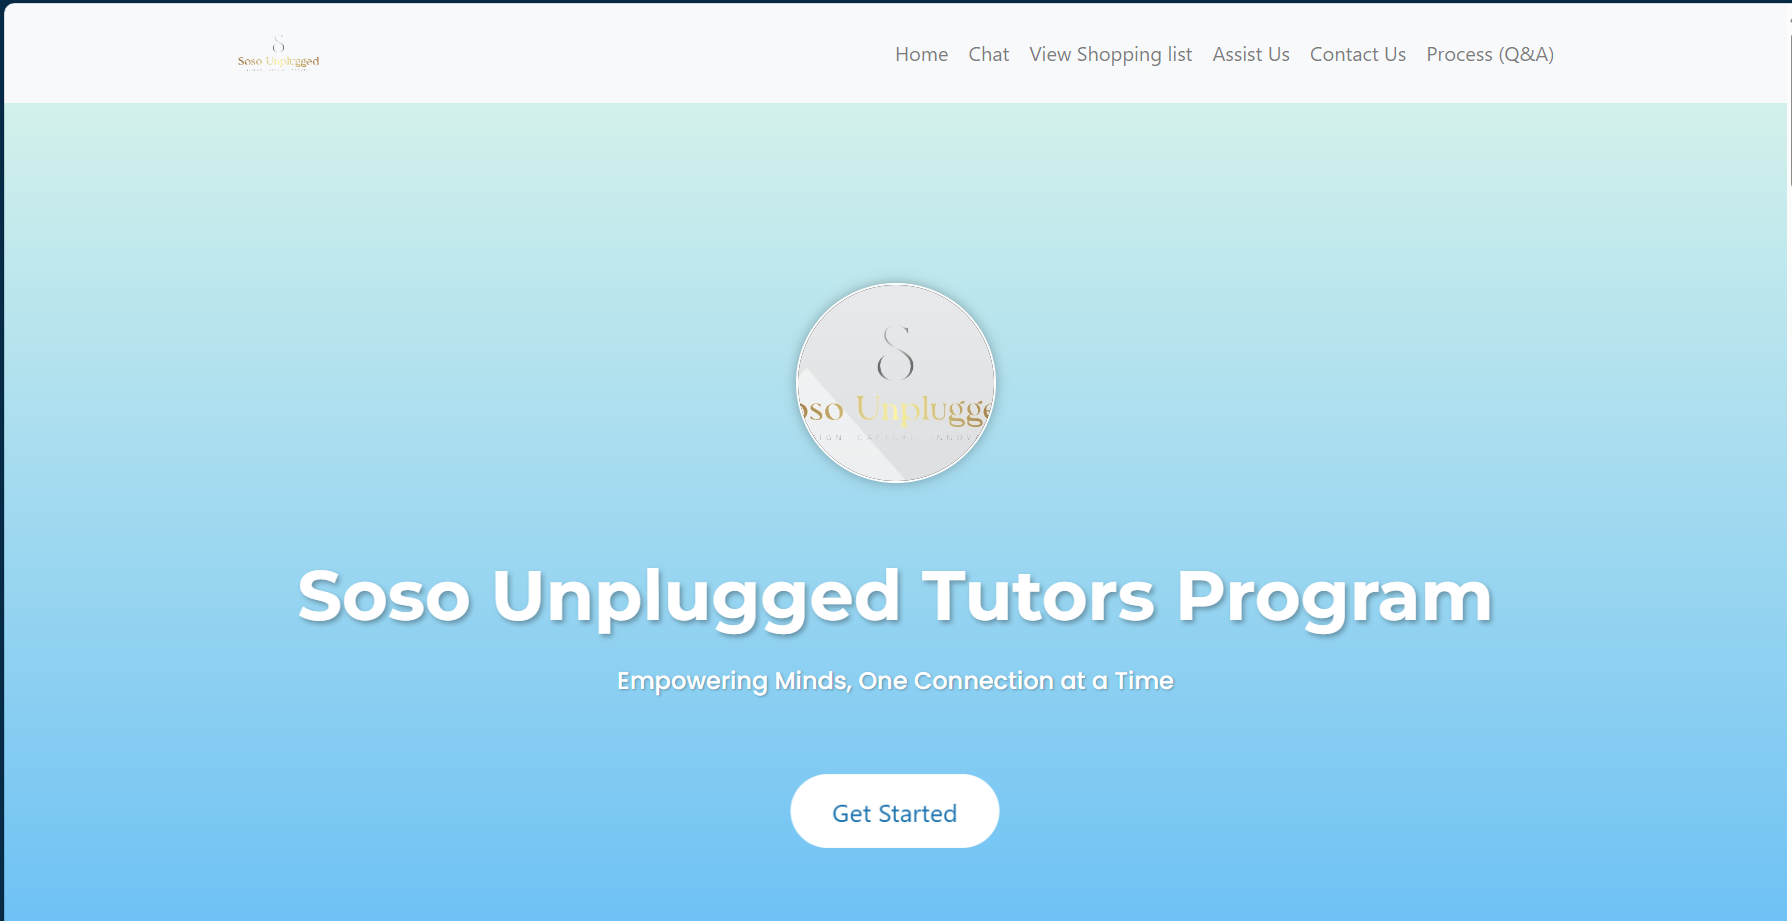 S
Soso Unplugged
Home Chat View Shopping list Assist Us Contact Us Process (Q&A)
S
oso Unplugge
Soso Unplugged Tutors Program
Empowering Minds, One Connection at a Time
Get Started